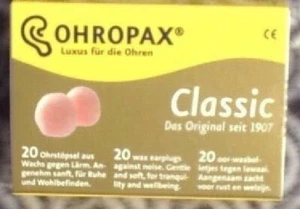 OHROPAX®
Luxus für die Ohren
CE
Classic
Das Original seit 1907
20 Ohrstöpsel aus
Wachs gegen Lärm. An-
genehm sanft, für Ruhe
und Wohlbefinden.
20 wax earplugs
against noise. Gentle
and soft, for tranqui-
lity and wellbeing.
20 oor-wasbol-
letjes tegen lawaai.
Aangenaam zacht
voor rust en welzijn.